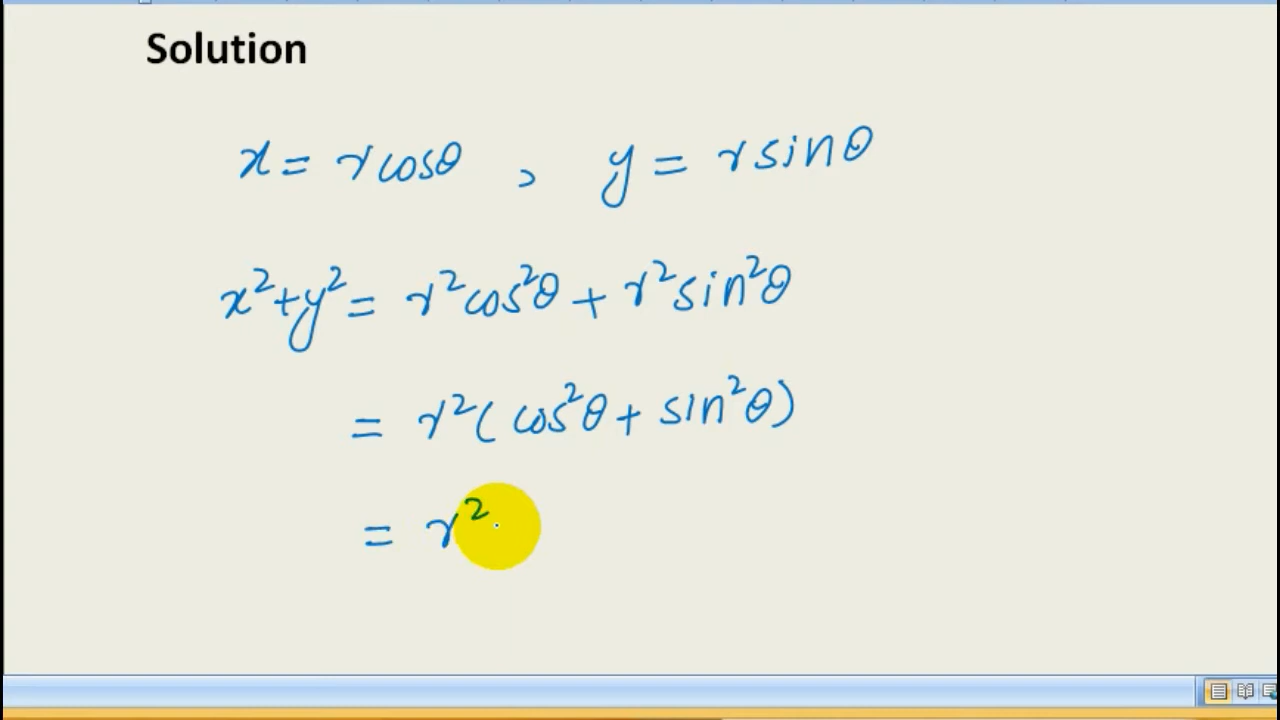 Solution
x = r cosθ , y = r sinθ
x²+y² = r²cos²θ + r²sin²θ
= r²( cos²θ + sin²θ)
= r²